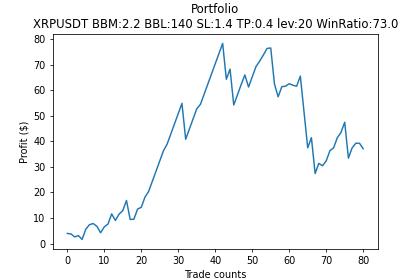 Portfolio
XRPUSDT BBM:2.2 BBL:140 SL:1.4 TP:0.4 lev:20 WinRatio:73.0
80
70
60
50
40
30
20
10
0
Profit ($)
0 10 20 30 40 50 60 70 80
Trade counts